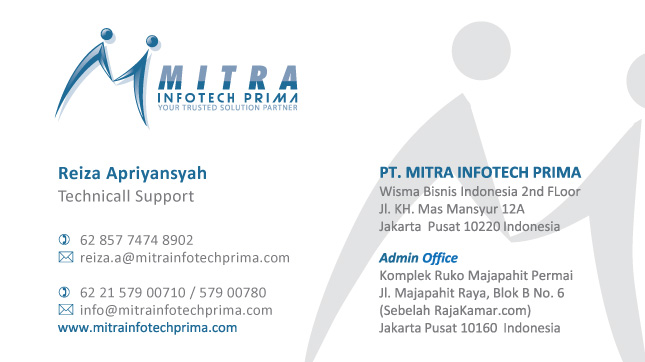 MITRA
INFOTECH PRIMA
YOUR TRUSTED SOLUTION PARTNER
Reiza Apriyansyah
Technicall Support
62 857 7474 8902
reiza.a@mitrainfotechprima.com
62 21 579 00710 / 579 00780
info@mitrainfotechprima.com
www.mitrainfotechprima.com
PT. MITRA INFOTECH PRIMA
Wisma Bisnis Indonesia 2nd FLoor
Jl. KH. Mas Mansyur 12A
Jakarta Pusat 10220 Indonesia
Admin Office
Komplek Ruko Majapahit Permai
Jl. Majapahit Raya, Blok B No. 6
(Sebelah RajaKamar.com)
Jakarta Pusat 10160 Indonesia